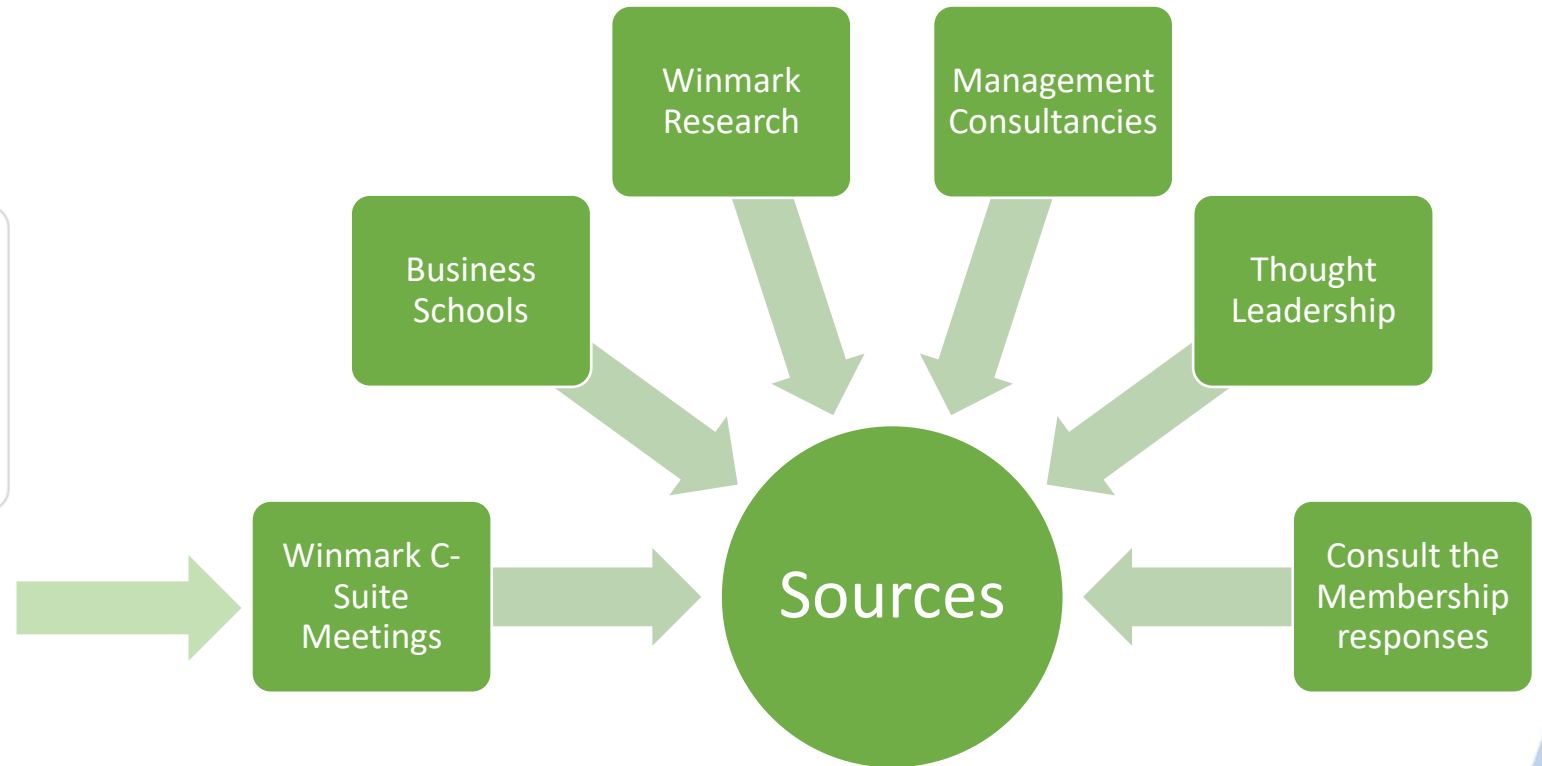 Winmark
Research
Management
Consultancies
Business
Schools
Thought
Leadership
Winmark C-
Suite
Meetings
Sources
Consult the
Membership
responses